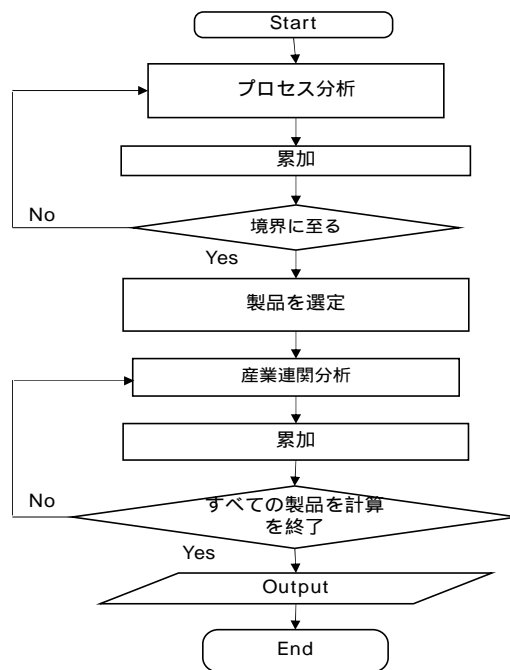 Start
プロセス分析
累加
境界に至る
No
Yes
製品を選定
産業連関分析
累加
すべての製品を計算
を終了
No
Yes
Output
End